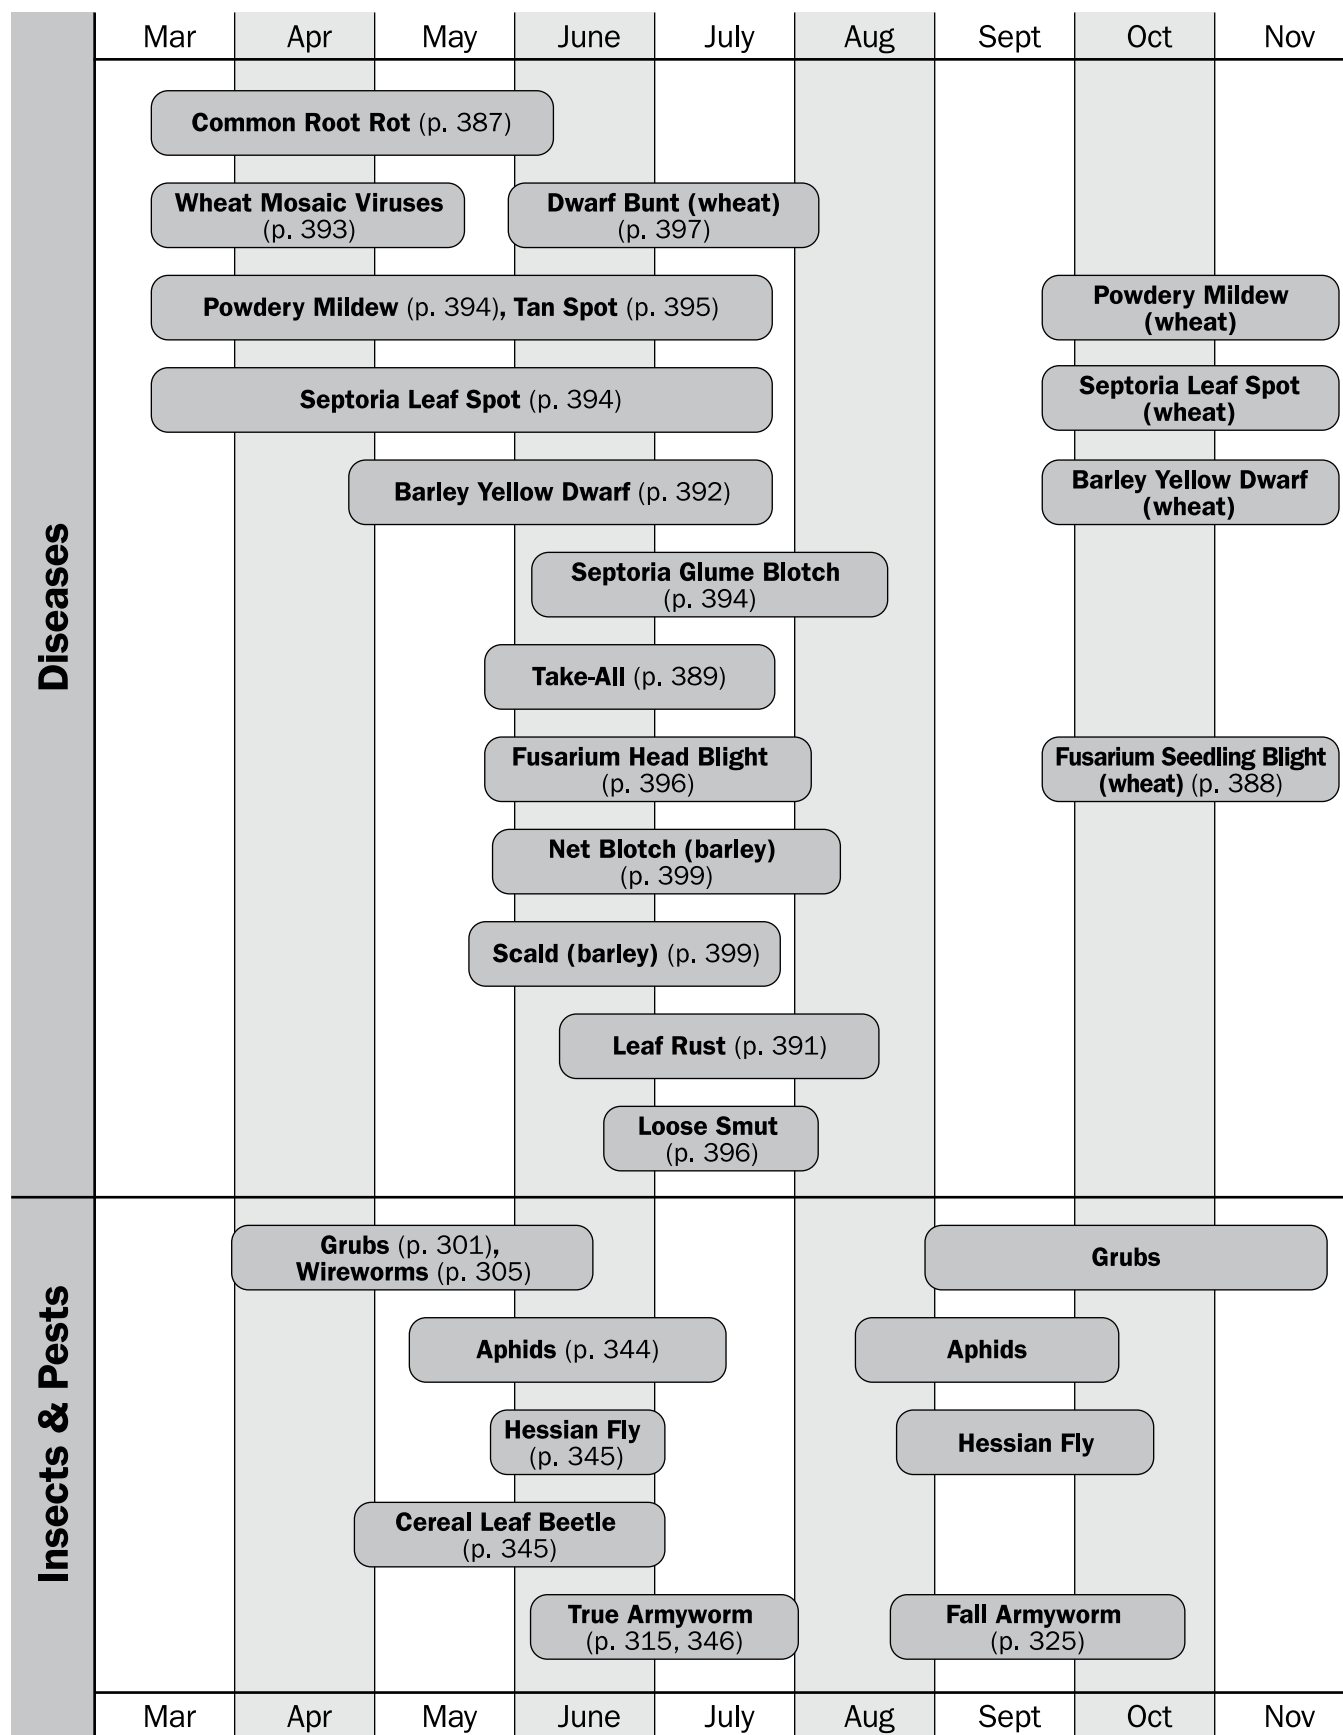 Mar Apr May June July Aug Sept Oct Nov
Diseases
Common Root Rot (p. 387)
Wheat Mosaic Viruses
(p. 393)
Dwarf Bunt (wheat)
(p. 397)
Powdery Mildew (p. 394), Tan Spot (p. 395)
Powdery Mildew
(wheat)
Septoria Leaf Spot (p. 394)
Septoria Leaf Spot
(wheat)
Barley Yellow Dwarf (p. 392)
Barley Yellow Dwarf
(wheat)
Septoria Glume Blotch
(p. 394)
Take-All (p. 389)
Fusarium Head Blight
(p. 396)
Fusarium Seedling Blight
(wheat) (p. 388)
Net Blotch (barley)
(p. 399)
Scald (barley) (p. 399)
Leaf Rust (p. 391)
Loose Smut
(p. 396)
Insects & Pests
Grubs (p. 301),
Wireworms (p. 305)
Grubs
Aphids (p. 344)
Aphids
Hessian Fly
(p. 345)
Hessian Fly
Cereal Leaf Beetle
(p. 345)
True Armyworm
(p. 315, 346)
Fall Armyworm
(p. 325)
Mar Apr May June July Aug Sept Oct Nov